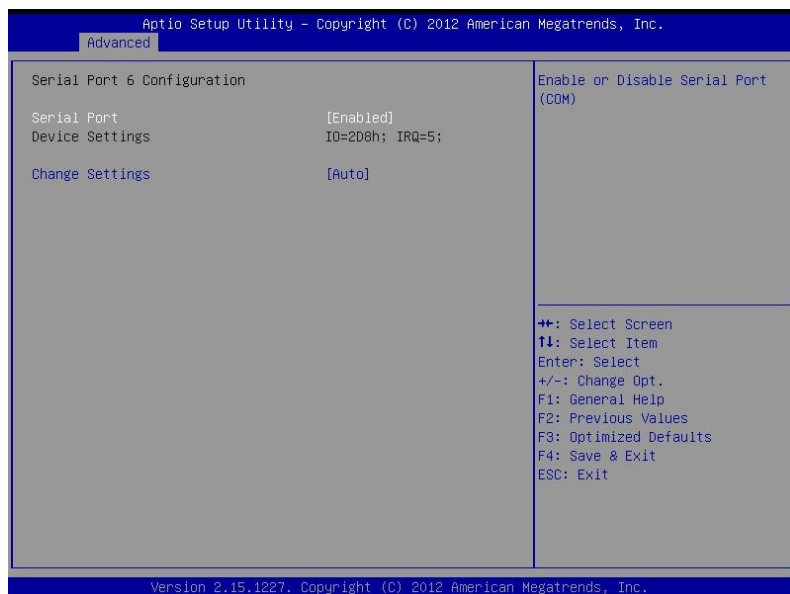 Aptio Setup Utility – Copyright (C) 2012 American Megatrends, Inc.
Advanced
Serial Port 6 Configuration
Serial Port [Enabled]
Device Settings IO=2D8h; IRQ=5;
Change Settings [Auto]
Enable or Disable Serial Port
(COM)
→←: Select Screen
↑↓: Select Item
Enter: Select
+/-: Change Opt.
F1: General Help
F2: Previous Values
F3: Optimized Defaults
F4: Save & Exit
ESC: Exit
Version 2.15.1227. Copyright (C) 2012 American Megatrends, Inc.